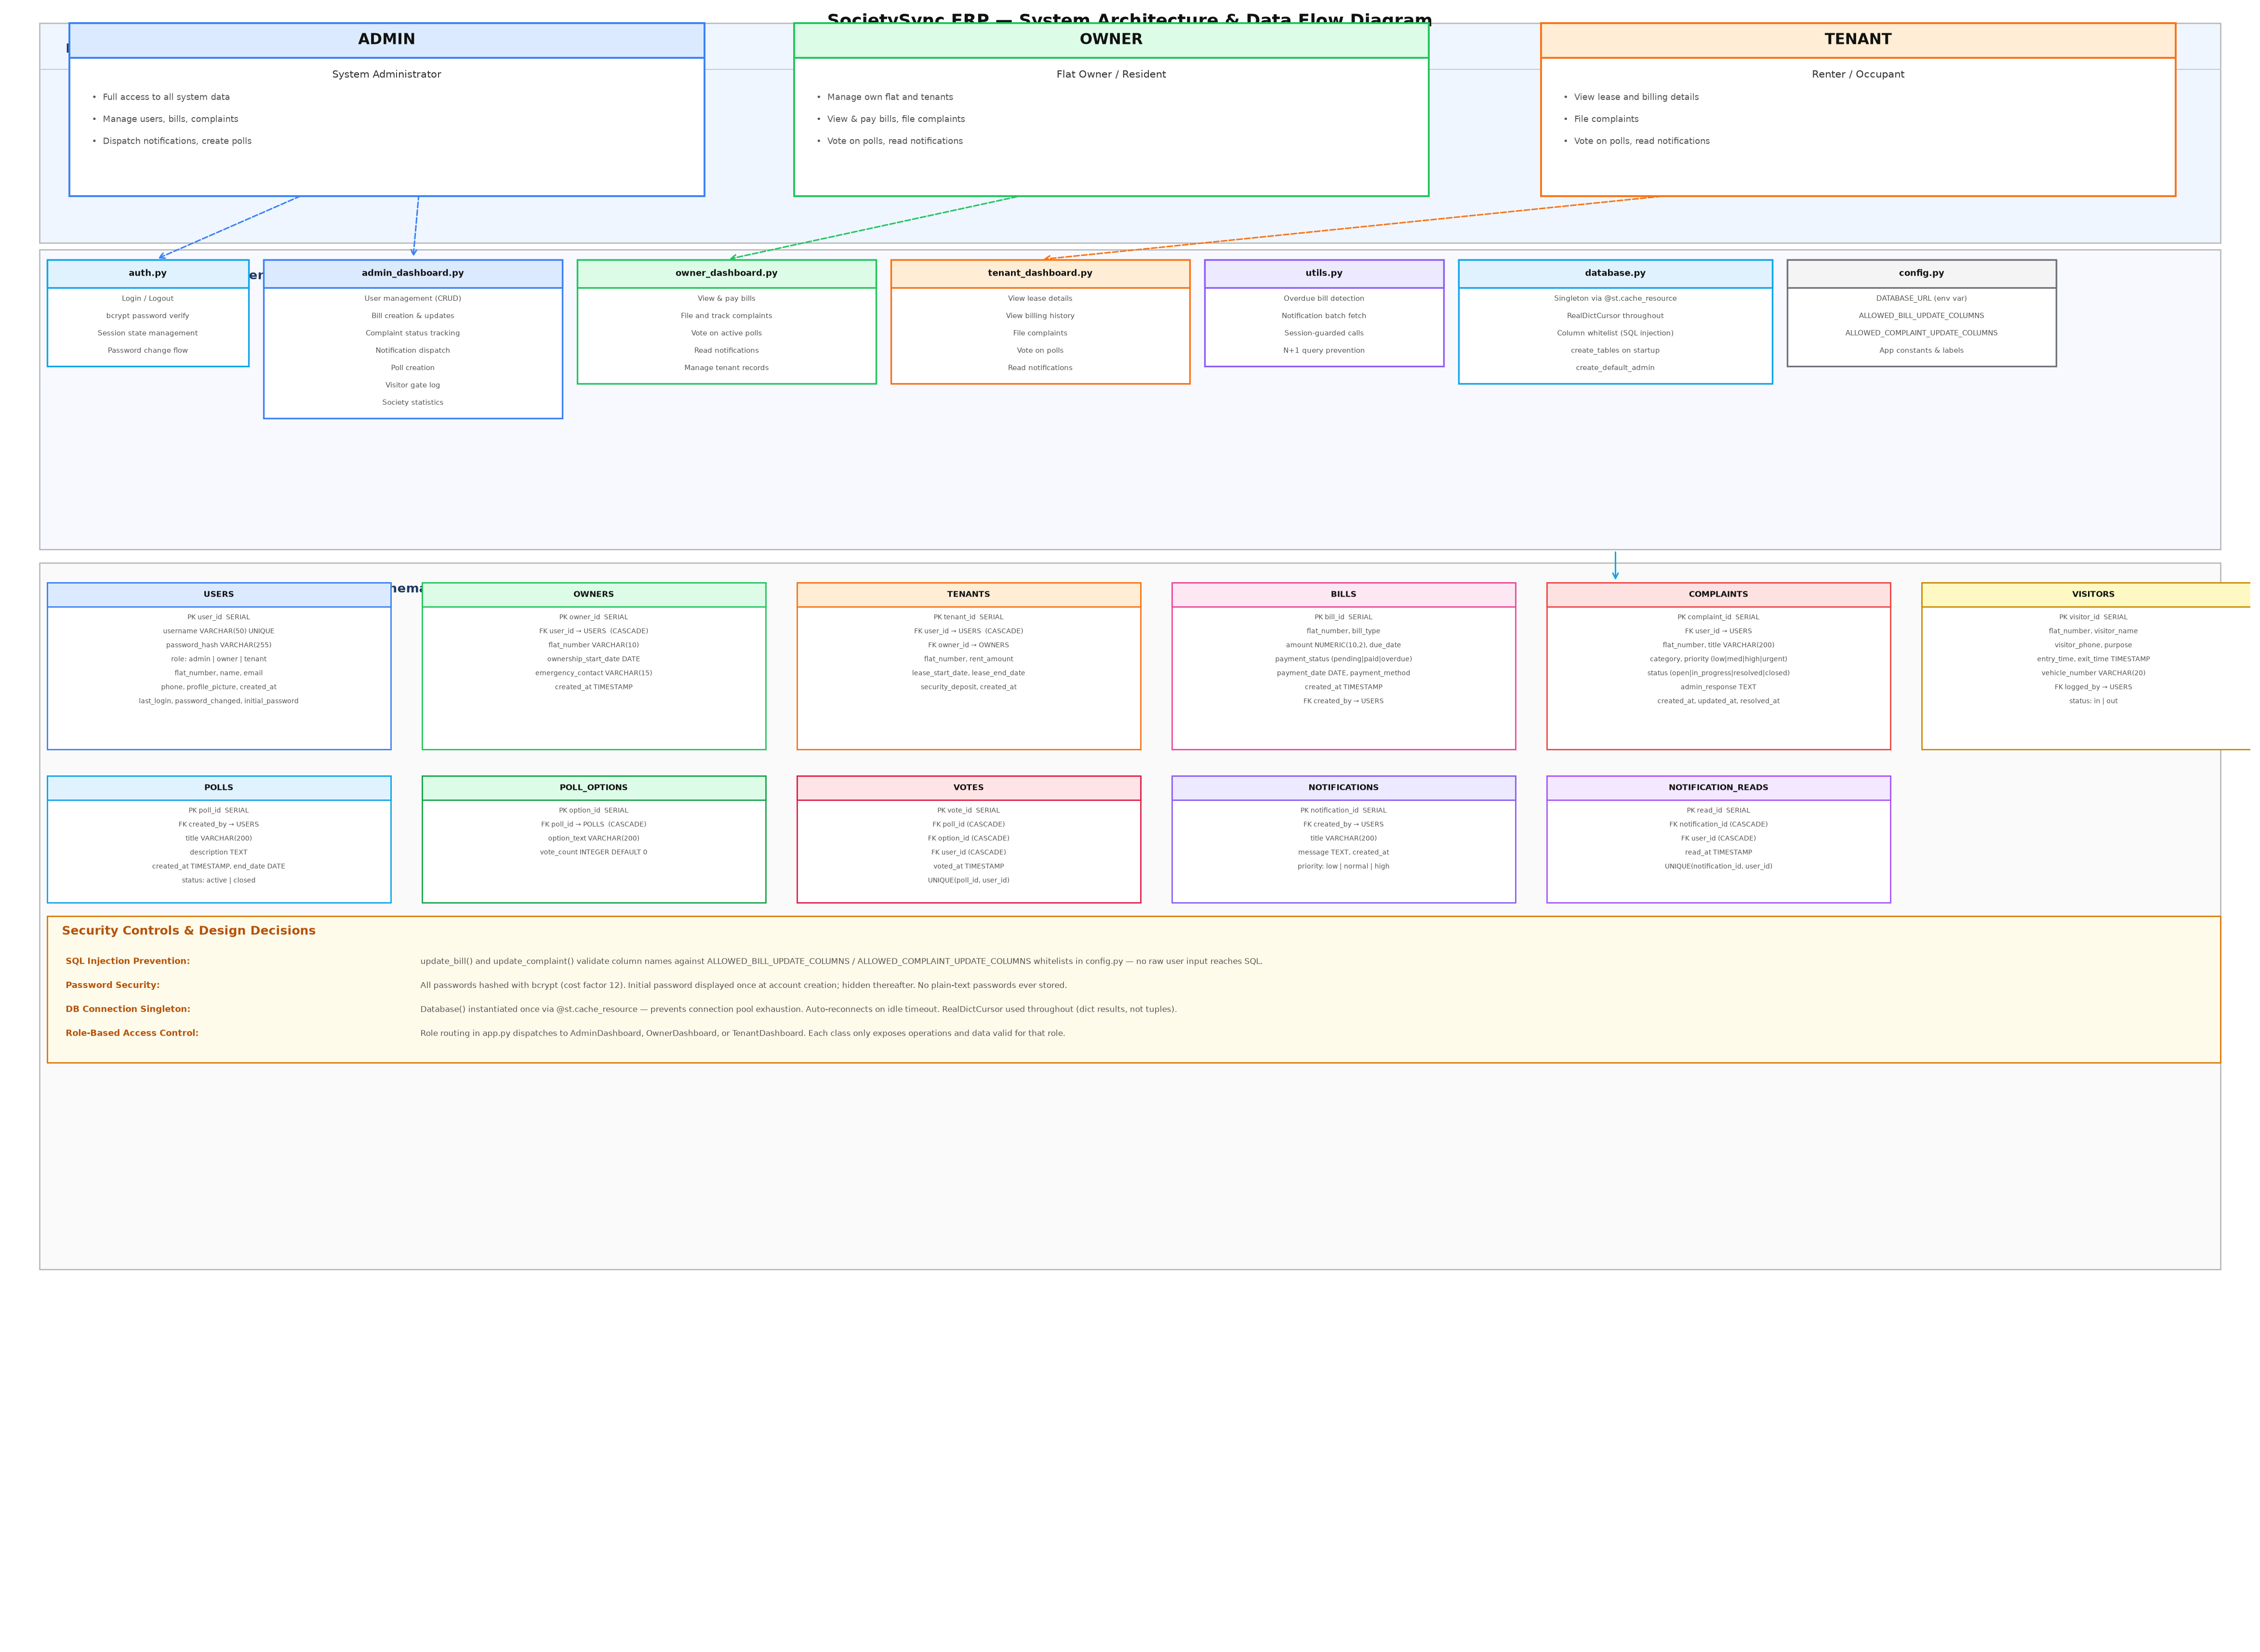 SocietySync ERP — System Architecture & Data Flow Diagram
ADMIN
System Administrator
• Full access to all system data
• Manage users, bills, complaints
• Dispatch notifications, create polls
OWNER
Flat Owner / Resident
• Manage own flat and tenants
• View & pay bills, file complaints
• Vote on polls, read notifications
TENANT
Renter / Occupant
• View lease and billing details
• File complaints
• Vote on polls, read notifications
auth.py
Login / Logout
bcrypt password verify
Session state management
Password change flow
admin_dashboard.py
User management (CRUD)
Bill creation & updates
Complaint status tracking
Notification dispatch
Poll creation
Visitor gate log
Society statistics
owner_dashboard.py
View & pay bills
File and track complaints
Vote on active polls
Read notifications
Manage tenant records
tenant_dashboard.py
View lease details
View billing history
File complaints
Vote on polls
Read notifications
utils.py
Overdue bill detection
Notification batch fetch
Session-guarded calls
N+1 query prevention
database.py
Singleton via @st.cache_resource
RealDictCursor throughout
Column whitelist (SQL injection)
create_tables on startup
create_default_admin
config.py
DATABASE_URL (env var)
ALLOWED_BILL_UPDATE_COLUMNS
ALLOWED_COMPLAINT_UPDATE_COLUMNS
App constants & labels
USERS
PK user_id  SERIAL
username VARCHAR(50) UNIQUE
password_hash VARCHAR(255)
role: admin | owner | tenant
flat_number, name, email
phone, profile_picture, created_at
last_login, password_changed, initial_password
OWNERS
PK owner_id  SERIAL
FK user_id → USERS  (CASCADE)
flat_number VARCHAR(10)
ownership_start_date DATE
emergency_contact VARCHAR(15)
created_at TIMESTAMP
TENANTS
PK tenant_id  SERIAL
FK user_id → USERS  (CASCADE)
FK owner_id → OWNERS
flat_number, rent_amount
lease_start_date, lease_end_date
security_deposit, created_at
BILLS
PK bill_id  SERIAL
flat_number, bill_type
amount NUMERIC(10,2), due_date
payment_status (pending|paid|overdue)
payment_date DATE, payment_method
created_at TIMESTAMP
FK created_by → USERS
COMPLAINTS
PK complaint_id  SERIAL
FK user_id → USERS
flat_number, title VARCHAR(200)
category, priority (low|med|high|urgent)
status (open|in_progress|resolved|closed)
admin_response TEXT
created_at, updated_at, resolved_at
VISITORS
PK visitor_id  SERIAL
flat_number, visitor_name
visitor_phone, purpose
entry_time, exit_time TIMESTAMP
vehicle_number VARCHAR(20)
FK logged_by → USERS
status: in | out
POLLS
PK poll_id  SERIAL
FK created_by → USERS
title VARCHAR(200)
description TEXT
created_at TIMESTAMP, end_date DATE
status: active | closed
POLL_OPTIONS
PK option_id  SERIAL
FK poll_id → POLLS  (CASCADE)
option_text VARCHAR(200)
vote_count INTEGER DEFAULT 0
VOTES
PK vote_id  SERIAL
FK poll_id (CASCADE)
FK option_id (CASCADE)
FK user_id (CASCADE)
voted_at TIMESTAMP
UNIQUE(poll_id, user_id)
NOTIFICATIONS
PK notification_id  SERIAL
FK created_by → USERS
title VARCHAR(200)
message TEXT, created_at
priority: low | normal | high
NOTIFICATION_READS
PK read_id  SERIAL
FK notification_id (CASCADE)
FK user_id (CASCADE)
read_at TIMESTAMP
UNIQUE(notification_id, user_id)
Security Controls & Design Decisions
SQL Injection Prevention: update_bill() and update_complaint() validate column names against ALLOWED_BILL_UPDATE_COLUMNS / ALLOWED_COMPLAINT_UPDATE_COLUMNS whitelists in config.py — no raw user input reaches SQL.
Password Security: All passwords hashed with bcrypt (cost factor 12). Initial password displayed once at account creation; hidden thereafter. No plain-text passwords ever stored.
DB Connection Singleton: Database() instantiated once via @st.cache_resource — prevents connection pool exhaustion. Auto-reconnects on idle timeout. RealDictCursor used throughout (dict results, not tuples).
Role-Based Access Control: Role routing in app.py dispatches to AdminDashboard, OwnerDashboard, or TenantDashboard. Each class only exposes operations and data valid for that role.